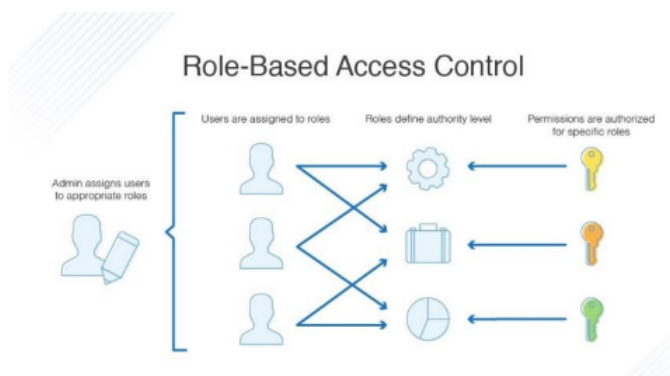 Role-Based Access Control
Users are assigned to roles
Roles define authority level
Permissions are authorized
for specific roles
Admin assigns users
to appropriate roles